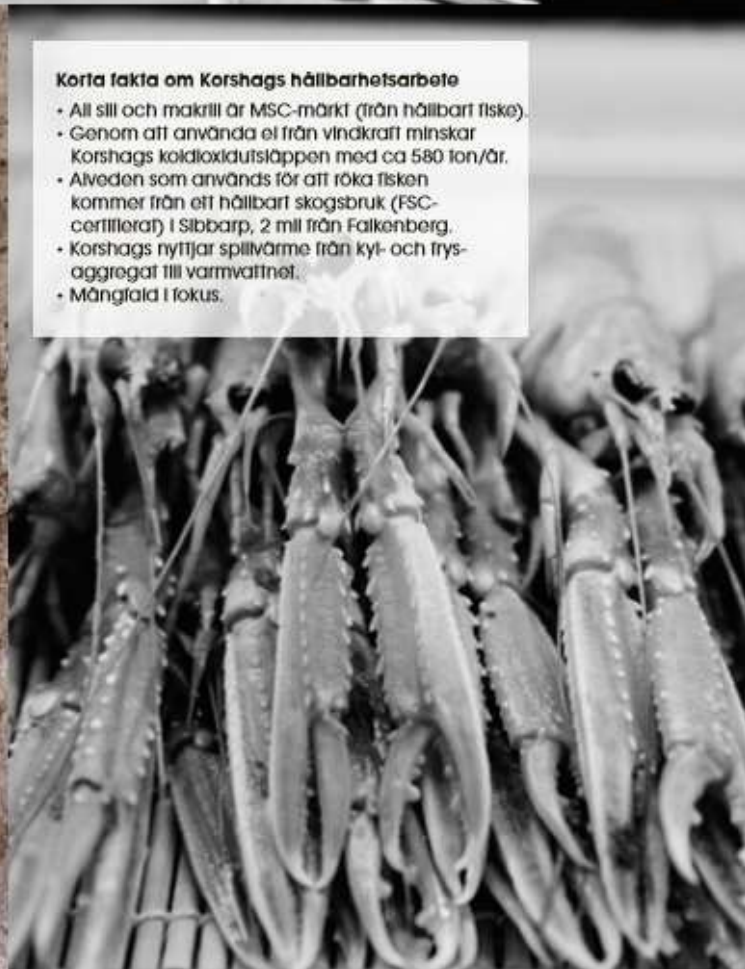 Korta fakta om Korshags hållbarhetsarbete
• All sill och makrill är MSC-märkt (från hållbart fiske).
• Genom att använda el från vindkraft minskar
Korshags koldioxidutsläppen med ca 580 ton/år.
• Alveden som används för att röka fisken
kommer från ett hållbart skogsbruk (FSC-
certifierat) i Sibbarp, 2 mil från Falkenberg.
• Korshags nyttjar spillvärme från kyl- och frys-
aggregat till varmvattnet.
• Mångfald i fokus.